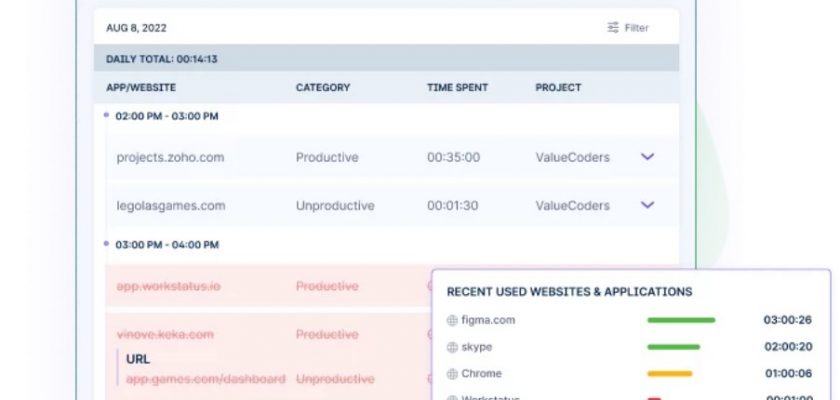 AUG 8, 2022 Filter
DAILY TOTAL: 00:14:13
APP/WEBSITE CATEGORY TIME SPENT PROJECT
02:00 PM - 03:00 PM
projects.zoho.com Productive 00:35:00 ValueCoders
legolasgames.com Unproductive 00:01:30 ValueCoders
03:00 PM - 04:00 PM
app.workstatus.io Productive
vinove.keka.com Productive
URL
app.games.com/dashboard Unproductive
RECENT USED WEBSITES & APPLICATIONS
figma.com 03:00:26
skype 02:00:20
Chrome 01:00:06
Workstatus 00:01:00